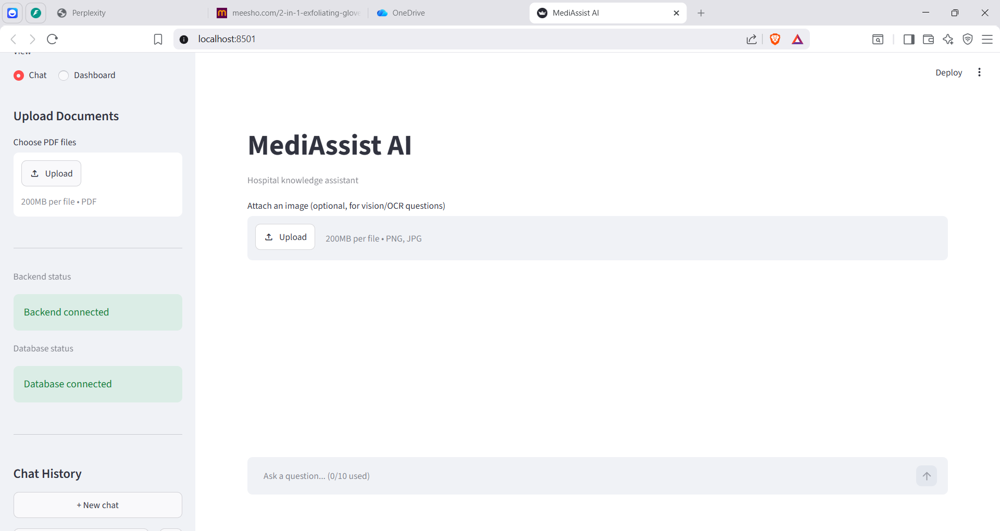 Perplexity
meesho.com/2-in-1-exfoliating-glove
OneDrive
MediAssist AI
localhost:8501
View
Chat
Dashboard
Deploy
Upload Documents
Choose PDF files
Upload
200MB per file • PDF
Backend status
Backend connected
Database status
Database connected
Chat History
+ New chat
MediAssist AI
Hospital knowledge assistant
Attach an image (optional, for vision/OCR questions)
Upload
200MB per file • PNG, JPG
Ask a question... (0/10 used)